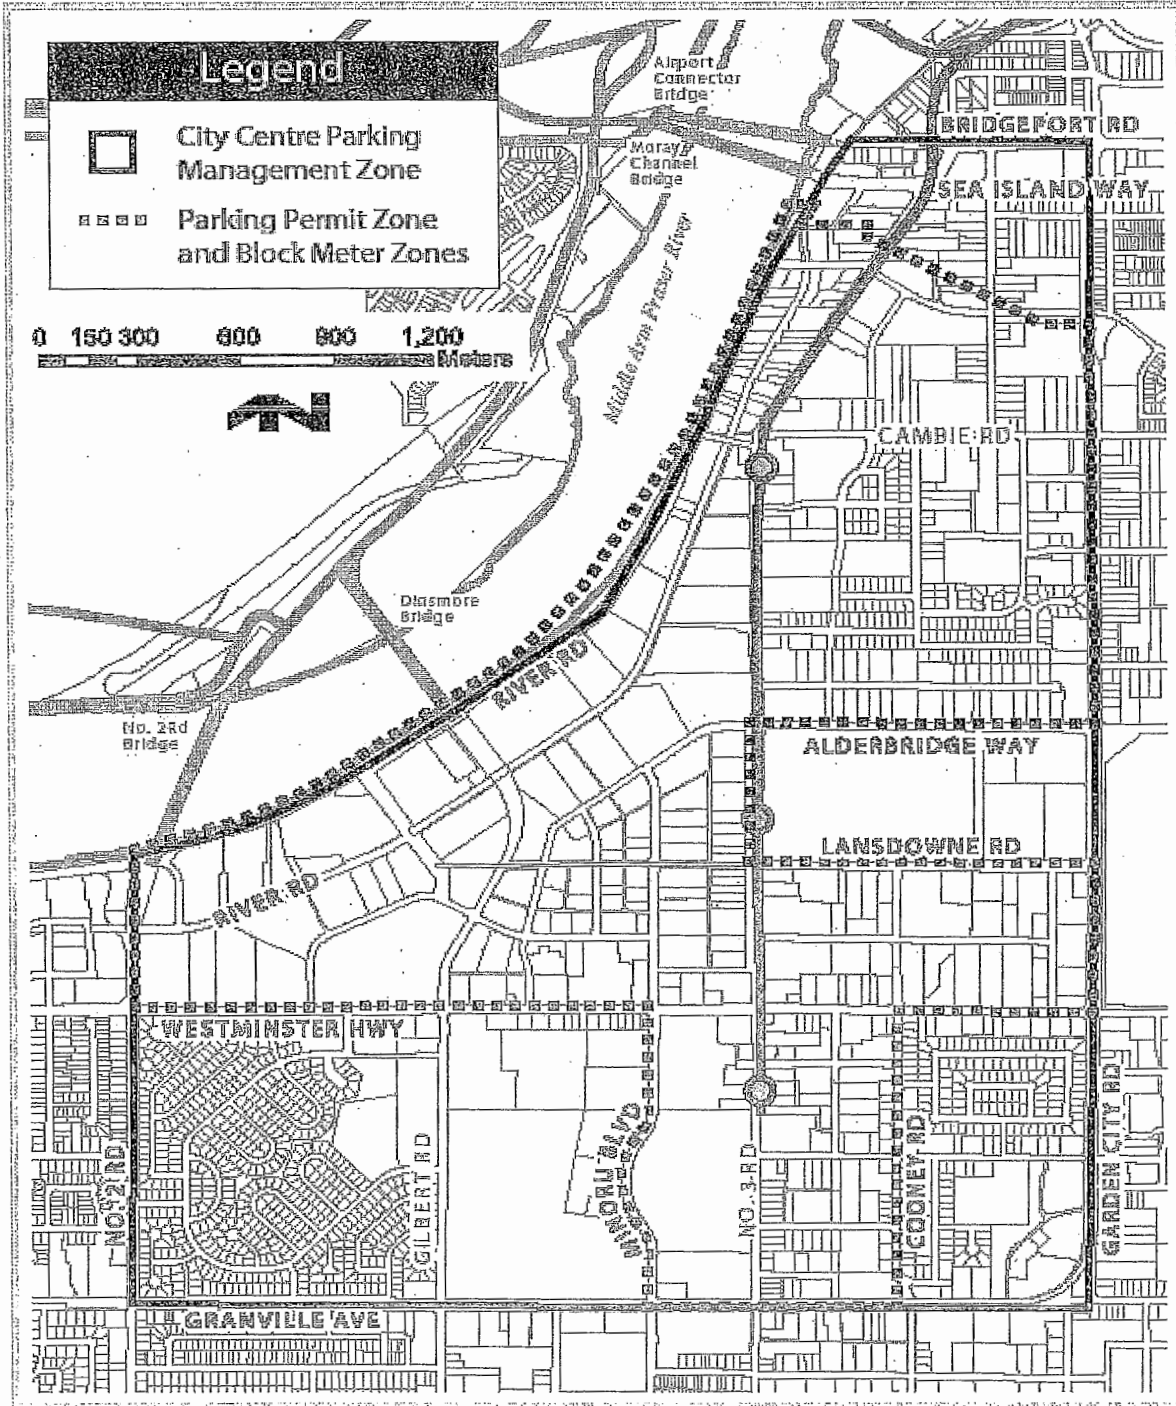 Legend
City Centre Parking
Management Zone
Parking Permit Zone
and Block Meter Zones
0 150 300 600 900 1,200
Meters
Airport
Connector
Bridge
Moray
Channel
Bridge
BRIDGEPORT RD
SEA ISLAND WAY
Middle Arm Fraser River
CAMBIE RD
Dinsmore
Bridge
RIVER RD
No. 2 Rd
Bridge
ALDERBRIDGE WAY
LANSDOWNE RD
RIVER RD
WESTMINSTER HWY
NO. 2 RD
GILBERT RD
MINORU BLVD
NO. 3 RD
COONEY RD
GARDEN CITY RD
GRANVILLE AVE